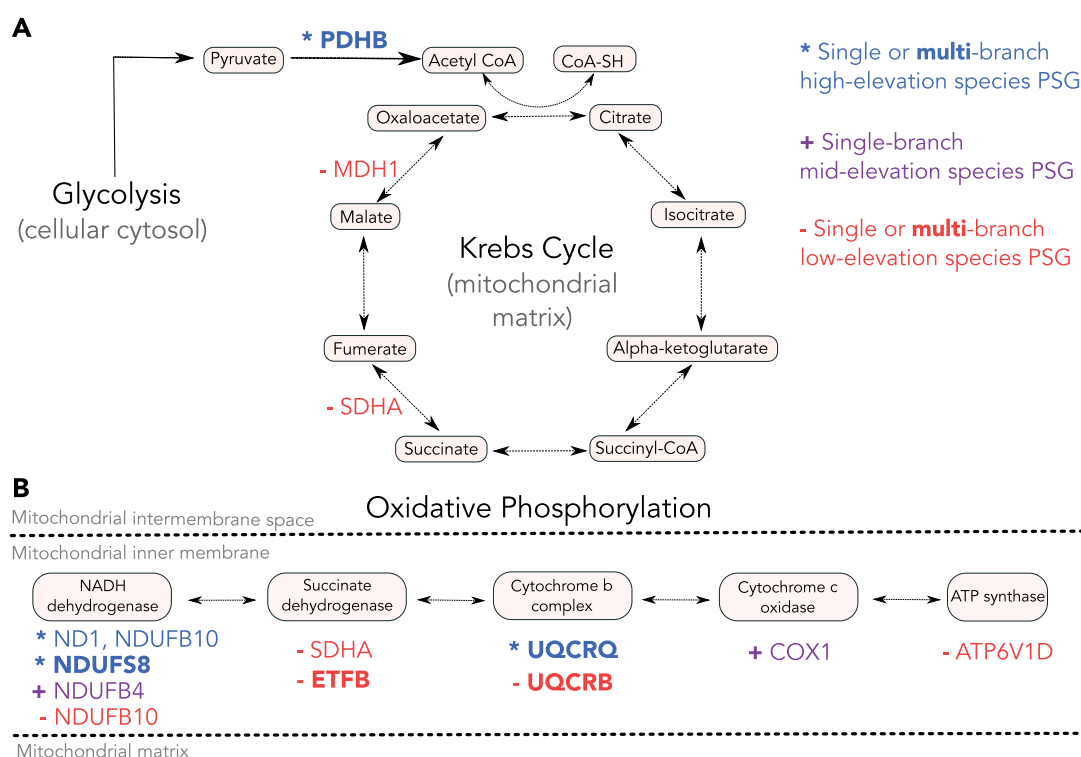 A
* PDHB
Pyruvate
Acetyl CoA
CoA-SH
* Single or multi-branch
high-elevation species PSG
Oxaloacetate
Citrate
+ Single-branch
mid-elevation species PSG
- MDH1
Glycolysis
(cellular cytosol)
Malate
Isocitrate
- Single or multi-branch
low-elevation species PSG
Krebs Cycle
(mitochondrial
matrix)
Fumerate
Alpha-ketoglutarate
- SDHA
Succinate
Succinyl-CoA
B
Oxidative Phosphorylation
Mitochondrial intermembrane space
Mitochondrial inner membrane
NADH
dehydrogenase
Succinate
dehydrogenase
Cytochrome b
complex
Cytochrome c
oxidase
ATP synthase
* ND1, NDUFB10
* NDUFS8
+ NDUFB4
- NDUFB10
- SDHA
- ETFB
* UQCRQ
- UQCRB
+ COX1
- ATP6V1D
Mitochondrial matrix